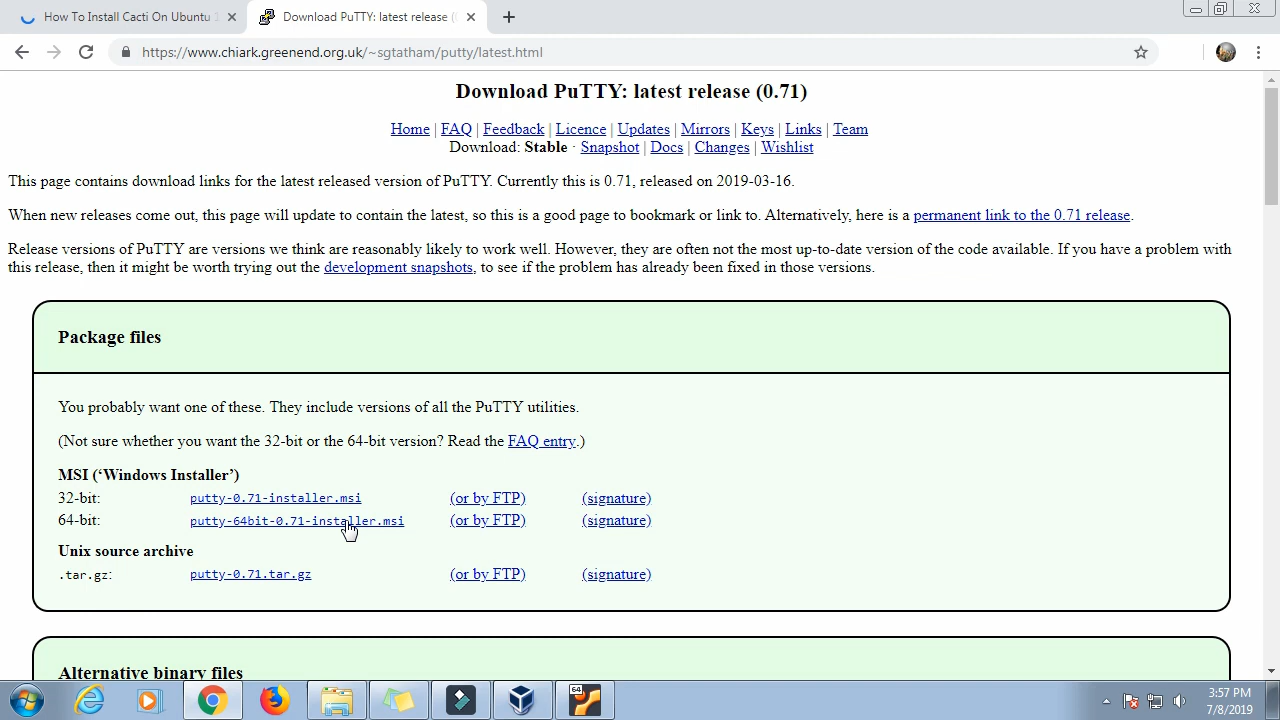 How To Install Cacti On Ubuntu 1
Download PuTTY: latest release (
https://www.chiark.greenend.org.uk/~sgtatham/putty/latest.html
Download PuTTY: latest release (0.71)
Home | FAQ | Feedback | Licence | Updates | Mirrors | Keys | Links | Team
Download: Stable · Snapshot | Docs | Changes | Wishlist
This page contains download links for the latest released version of PuTTY. Currently this is 0.71, released on 2019-03-16.
When new releases come out, this page will update to contain the latest, so this is a good page to bookmark or link to. Alternatively, here is a permanent link to the 0.71 release.
Release versions of PuTTY are versions we think are reasonably likely to work well. However, they are often not the most up-to-date version of the code available. If you have a problem with
this release, then it might be worth trying out the development snapshots, to see if the problem has already been fixed in those versions.
Package files
You probably want one of these. They include versions of all the PuTTY utilities.
(Not sure whether you want the 32-bit or the 64-bit version? Read the FAQ entry.)
MSI (‘Windows Installer’)
32-bit: putty-0.71-installer.msi (or by FTP) (signature)
64-bit: putty-64bit-0.71-installer.msi (or by FTP) (signature)
Unix source archive
.tar.gz: putty-0.71.tar.gz (or by FTP) (signature)
Alternative binary files
64
3:57 PM
7/8/2019